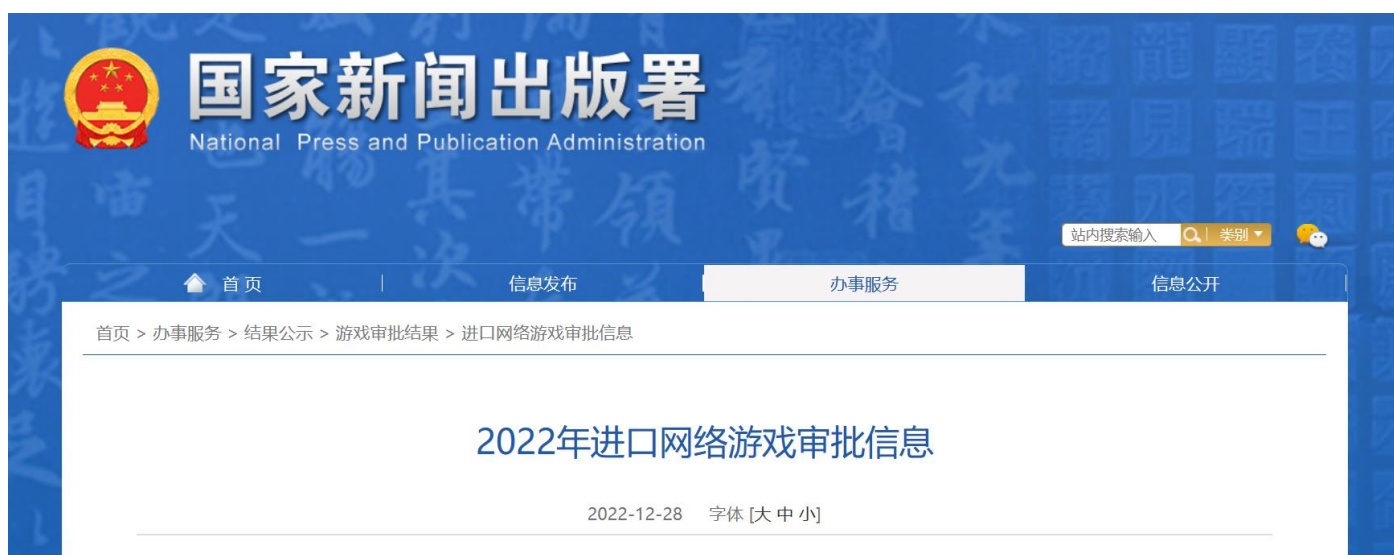 国家新闻出版署
National Press and Publication Administration
站内搜索输入 类别
首页 信息发布 办事服务 信息公开
首页 > 办事服务 > 结果公示 > 游戏审批结果 > 进口网络游戏审批信息
2022年进口网络游戏审批信息
2022-12-28 字体 [大 中 小]